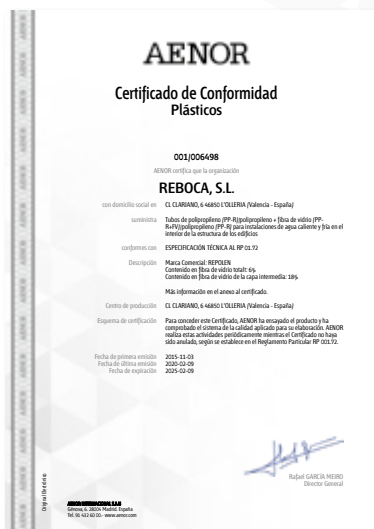 AENOR
Certificado de Conformidad
Plásticos
001/006498
AENOR certifica que la organización
REBOCA, S.L.
con domicilio social en CL CLARIANO, 6 46850 L'OLLERIA (Valencia - España)
suministra Tubos de polipropileno (PP-R)/polipropileno + fibra de vidrio (PP-
R+FV)/polipropileno (PP-R) para instalaciones de agua caliente y fría en el
interior de la estructura de los edificios
conformes con ESPECIFICACIÓN TÉCNICA AL RP 01.72
Descripción Marca Comercial: REPOLEN
Contenido en fibra de vidrio total: 6%
Contenido en fibra de vidrio de la capa intermedia: 18%
Más información en el anexo al certificado.
Centro de producción CL CLARIANO, 6 46850 L'OLLERIA (Valencia - España)
Esquema de certificación Para conceder este Certificado, AENOR ha ensayado el producto y ha
comprobado el sistema de la calidad aplicado para su elaboración. AENOR
realiza estas actividades periódicamente mientras el Certificado no haya
sido anulado, según se establece en el Reglamento Particular RP 001.72.
Fecha de primera emisión 2015-11-03
Fecha de última emisión 2020-02-09
Fecha de expiración 2025-02-09
Rafael GARCÍA MEIRO
Director General
Original Electrónico
AENOR INTERNACIONAL S.A.U.
Génova, 6. 28004 Madrid. España
Tel. 91 432 60 00.- www.aenor.com